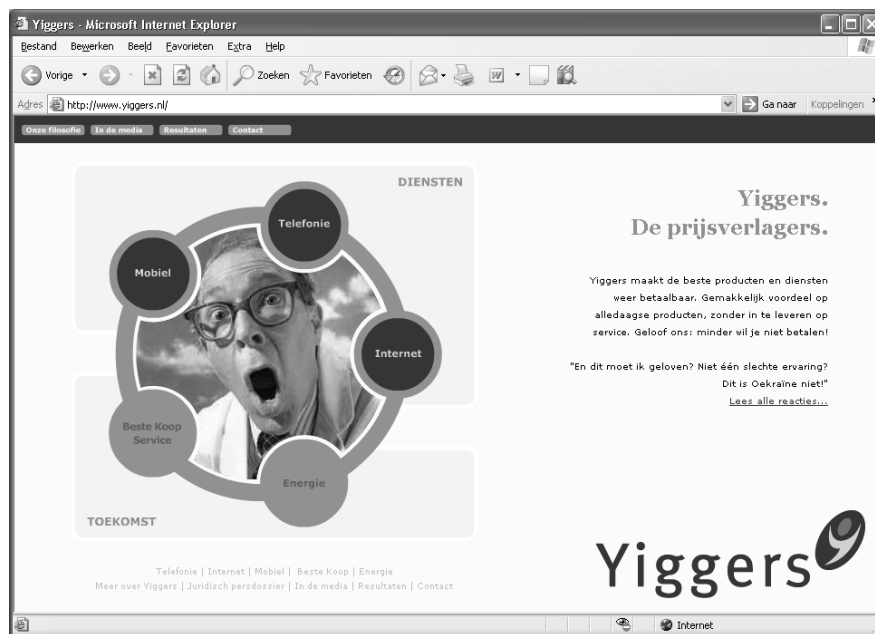 Yiggers - Microsoft Internet Explorer
Bestand Bewerken Beeld Favorieten Extra Help
Vorige Zoeken Favorieten
Adres http://www.yiggers.nl/ Ga naar Koppelingen
Onze filosofie In de media Resultaten Contact
DIENSTEN
Telefonie
Mobiel
Internet
Beste Koop
Service
Energie
TOEKOMST
Yiggers.
De prijsverlagers.
Yiggers maakt de beste producten en diensten
weer betaalbaar. Gemakkelijk voordeel op
alledaagse producten, zonder in te leveren op
service. Geloof ons: minder wil je niet betalen!
"En dit moet ik geloven? Niet één slechte ervaring?
Dit is Oekraïne niet!"
Lees alle reacties...
Telefonie | Internet | Mobiel | Beste Koop | Energie
Meer over Yiggers | Juridisch persdossier | In de media | Resultaten | Contact
Yiggers
Internet